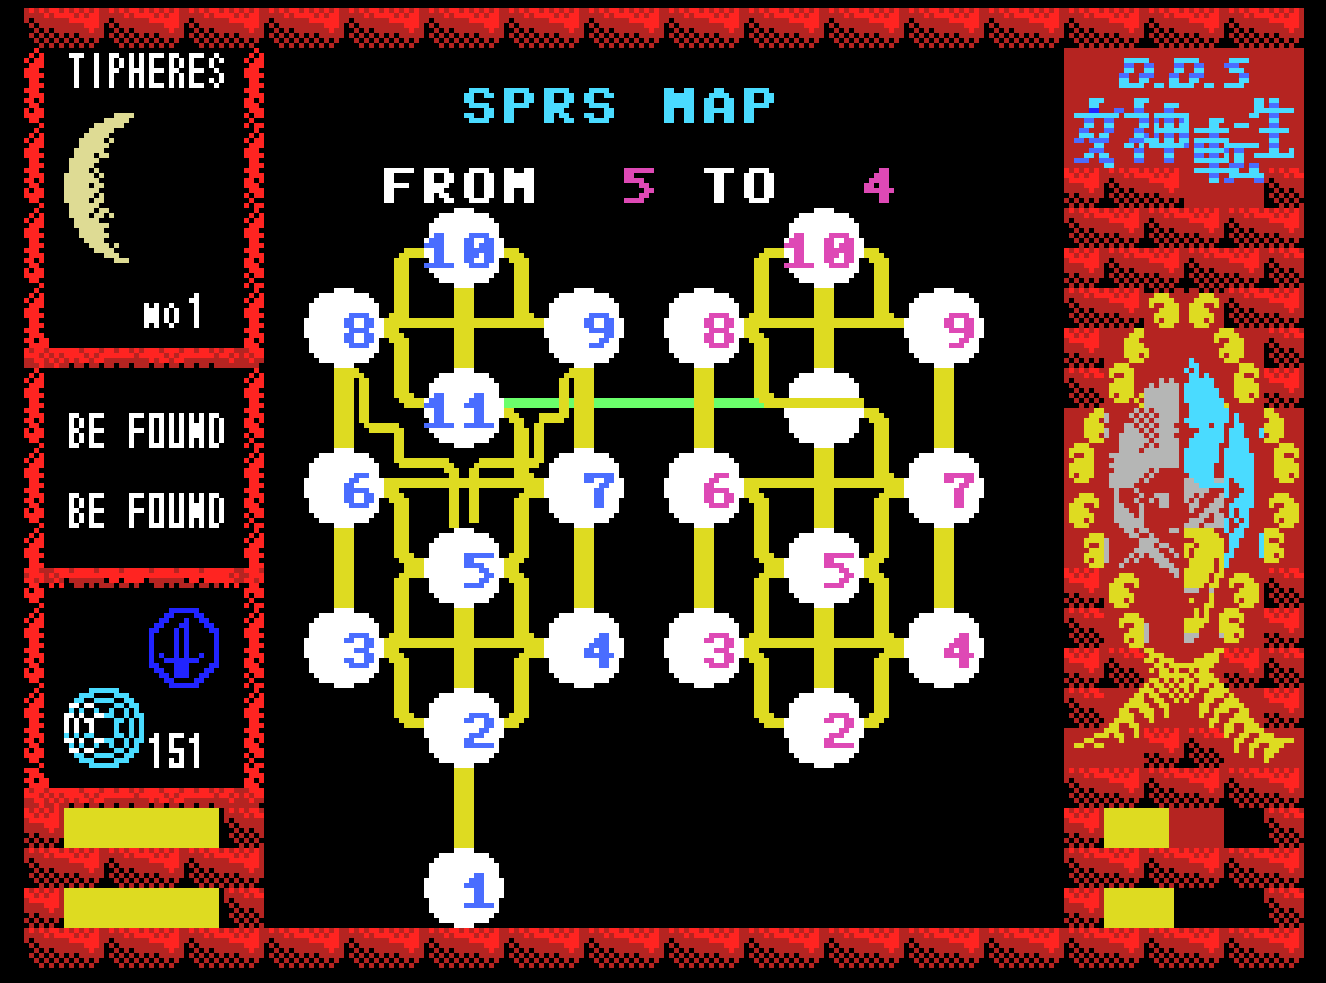 TIPHERES
no1
BE FOUND
BE FOUND
151
SPRS MAP
FROM 5 TO 4
10 10
8 9 8 9
11
6 7 6 7
5 5
3 4 3 4
2 2
1
D.D.S
女神転生